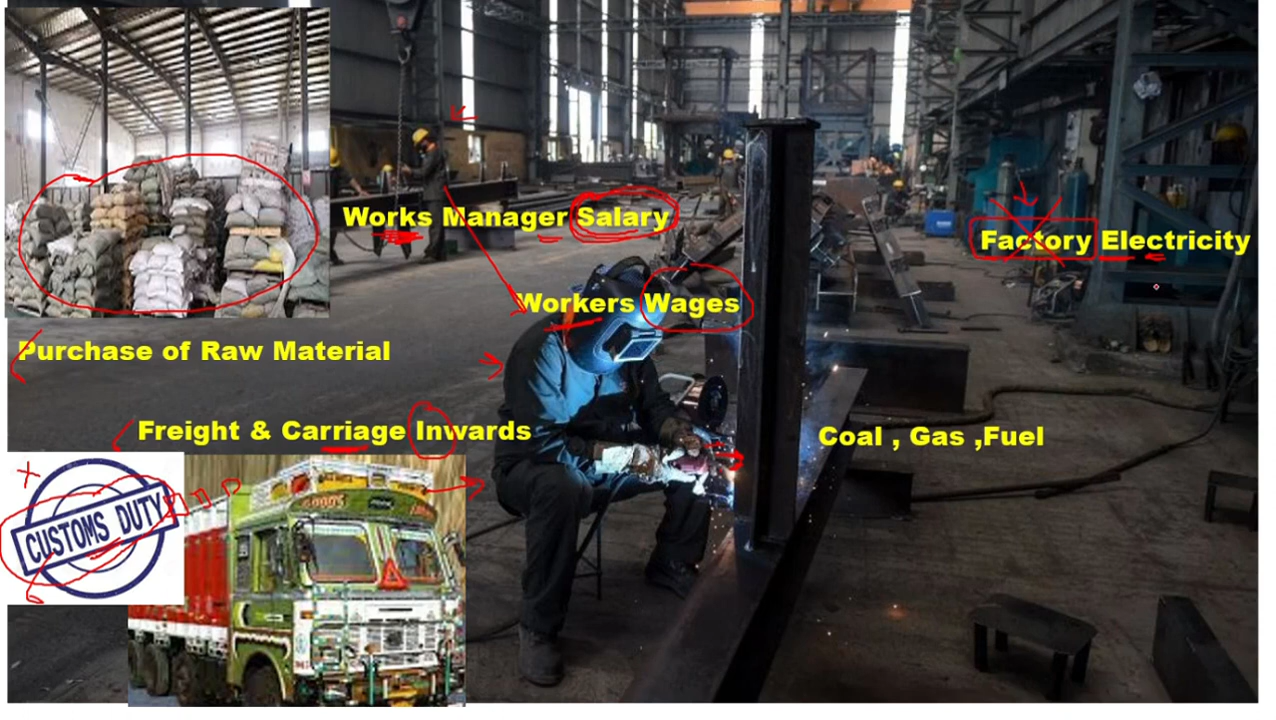 Works Manager Salary
Factory Electricity
Workers Wages
Purchase of Raw Material
Freight & Carriage Inwards
Coal , Gas ,Fuel
CUSTOMS DUTY
GOODS